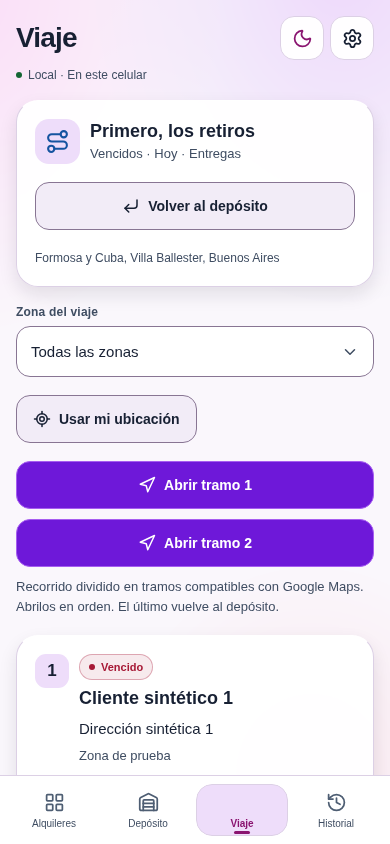 Viaje
Local · En este celular
Primero, los retiros
Vencidos · Hoy · Entregas
Volver al depósito
Formosa y Cuba, Villa Ballester, Buenos Aires
Zona del viaje
Todas las zonas
Usar mi ubicación
Abrir tramo 1
Abrir tramo 2
Recorrido dividido en tramos compatibles con Google Maps.
Abrilos en orden. El último vuelve al depósito.
1
Vencido
Cliente sintético 1
Dirección sintética 1
Zona de prueba
Alquileres
Depósito
Viaje
Historial